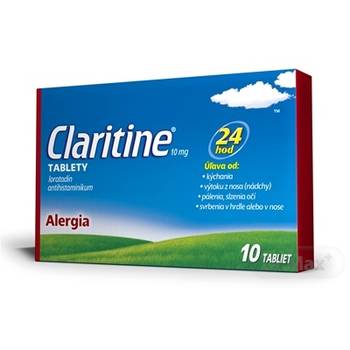 Claritine®
10 mg
TABLETY
loratadín
antihistaminikum
24
hod
Úľava od:
• kýchania
• výtoku z nosa (nádchy)
• pálenia, slzenia očí
• svrbenia v hrdle alebo v nose
Alergia
10 TABLIET
TM